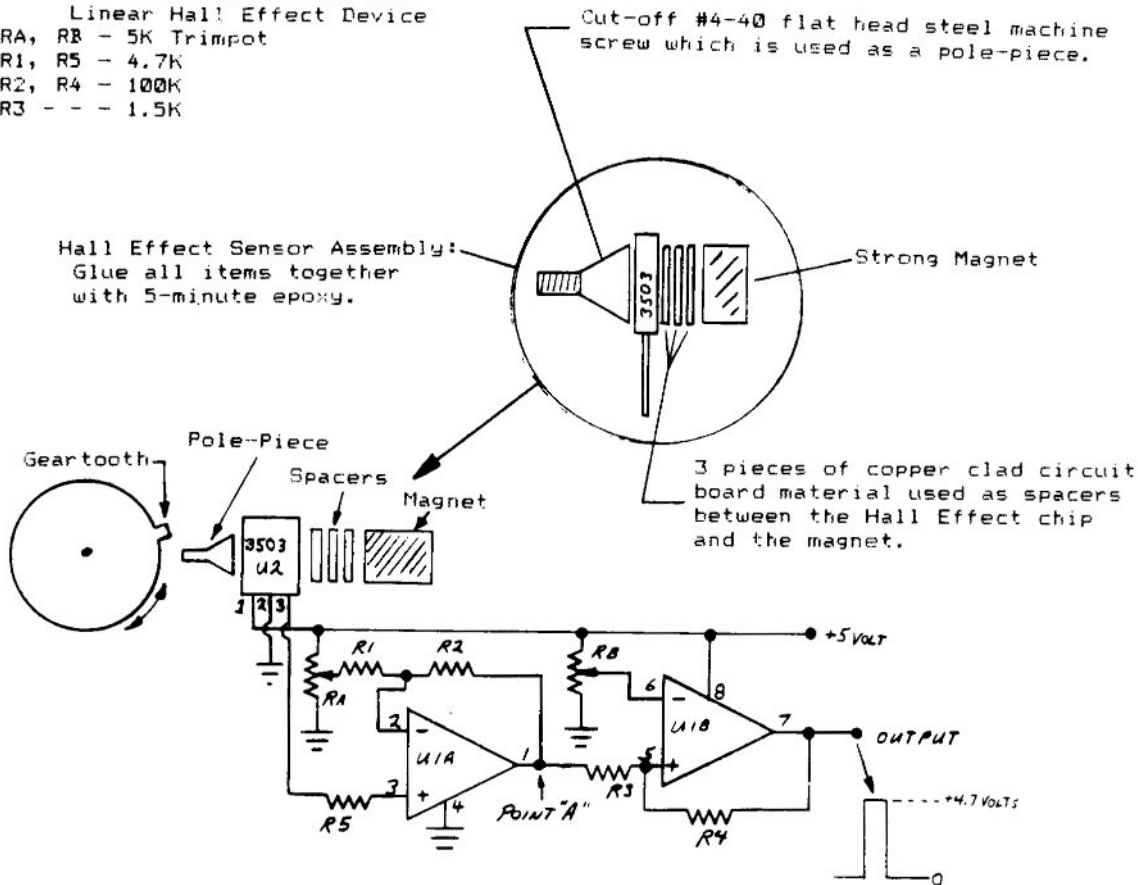 Linear Hall Effect Device
RA, RB - 5K Trimpot
R1, R5 - 4.7K
R2, R4 - 100K
R3 - - - 1.5K
Cut-off #4-40 flat head steel machine
screw which is used as a pole-piece.
Hall Effect Sensor Assembly:
Glue all items together
with 5-minute epoxy.
3503
Strong Magnet
3 pieces of copper clad circuit
board material used as spacers
between the Hall Effect chip
and the magnet.
Geartooth
Pole-Piece
Spacers
Magnet
3503
U2
1 2 3
+5 VOLT
RA
R1
R2
RB
2
U1A
1
3
4
R5
POINT "A"
6
8
U1B
7
5
R3
R4
OUTPUT
+4.7 VOLTS
0